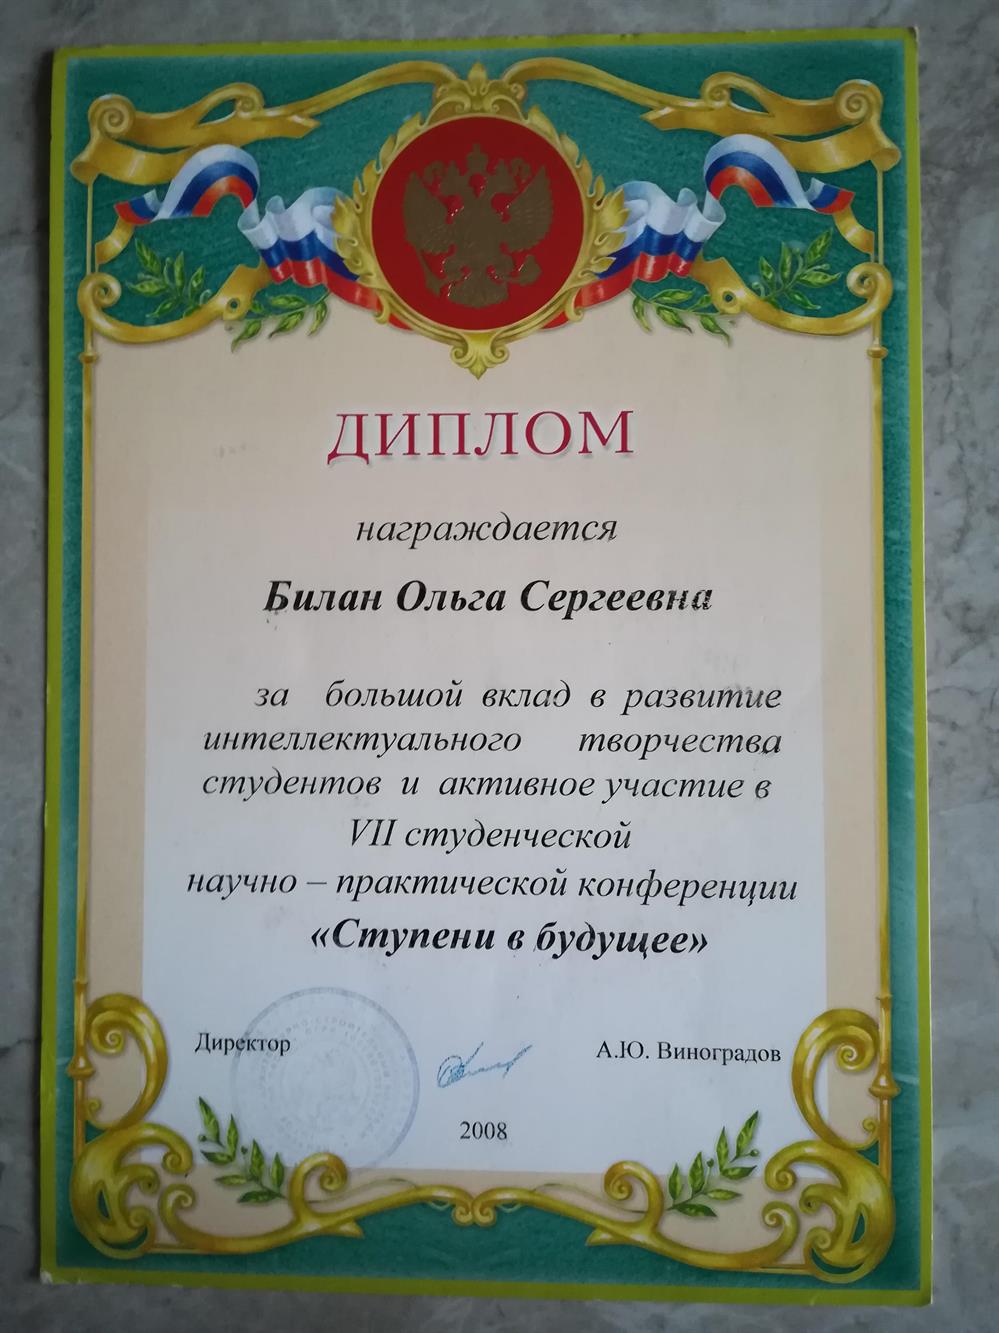 ДИПЛОМ
награждается
Билан Ольга Сергеевна
за большой вклад в развитие
интеллектуального творчества
студентов и активное участие в
VII студенческой
научно – практической конференции
«Ступени в будущее»
Директор
А.Ю. Виноградов
2008